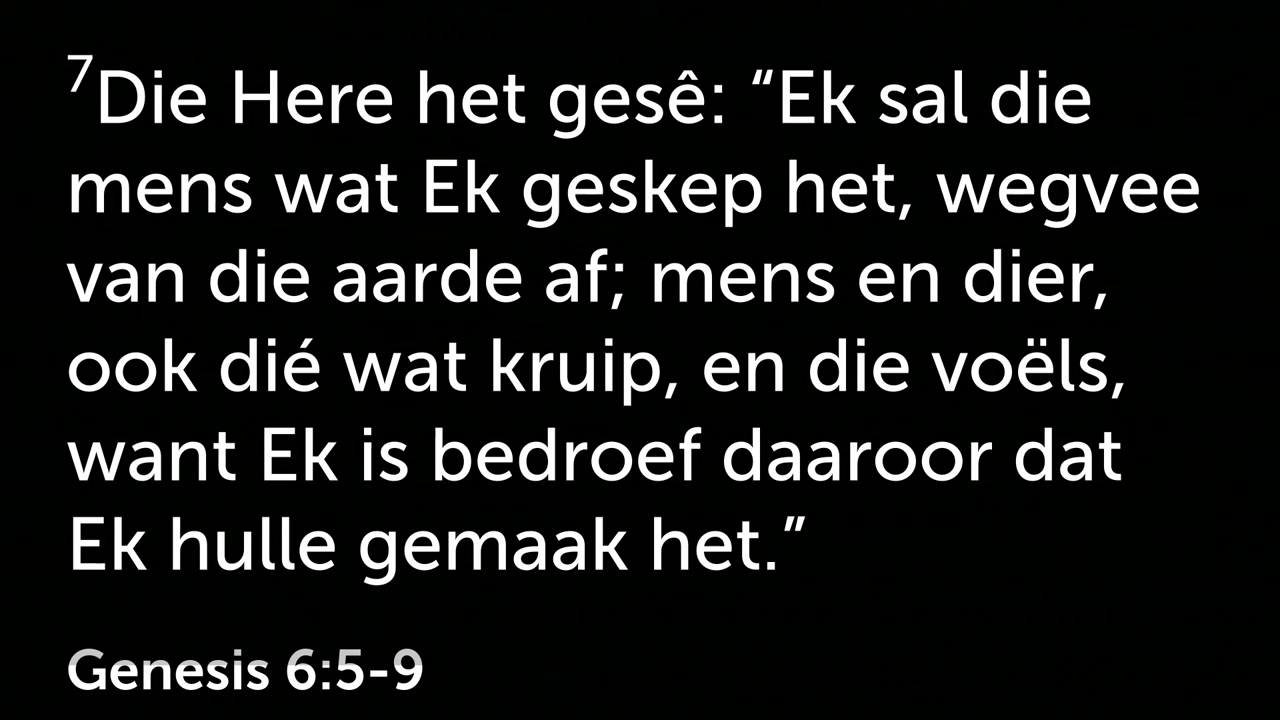 ⁷Die Here het gesê: “Ek sal die
mens wat Ek geskep het, wegvee
van die aarde af; mens en dier,
ook dié wat kruip, en die voëls,
want Ek is bedroef daaroor dat
Ek hulle gemaak het.”
Genesis 6:5-9